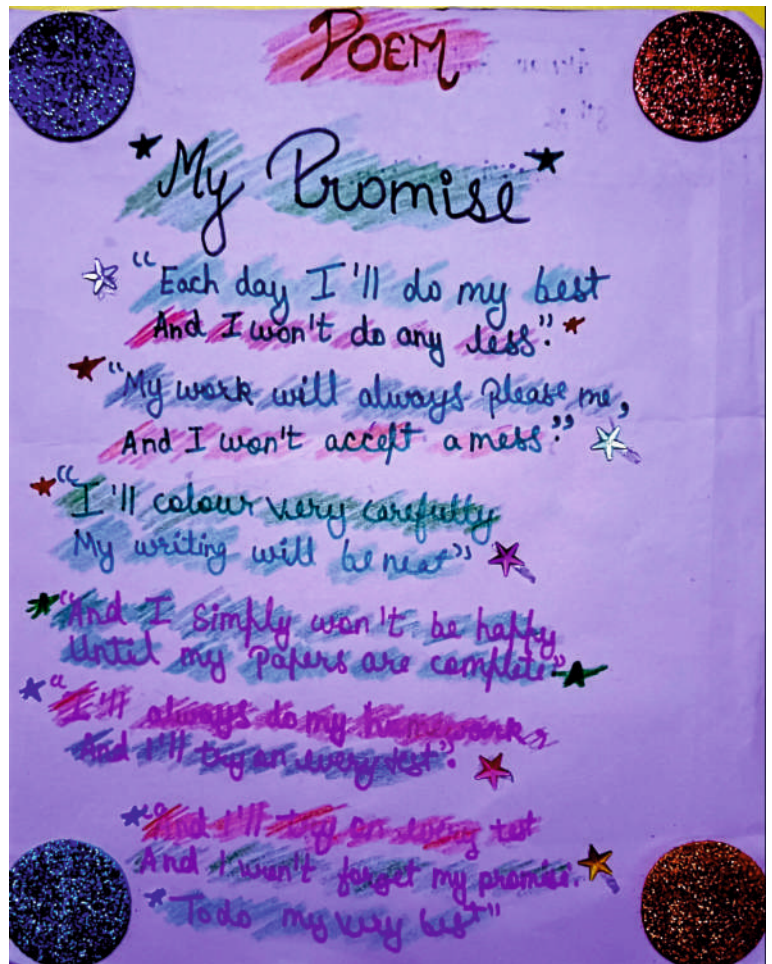 POEM
My Promise
"Each day I'll do my best
And I won't do any less".
"My work will always please me,
And I won't accept a mess."
"I'll colour very carefully
My writing will be neat"
"And I simply won't be happy
Until my papers are complete"
"I'll always do my homework,
And I'll try on every test".
"And I'll try on every test
And I won't forget my promise.
"To do my very best"